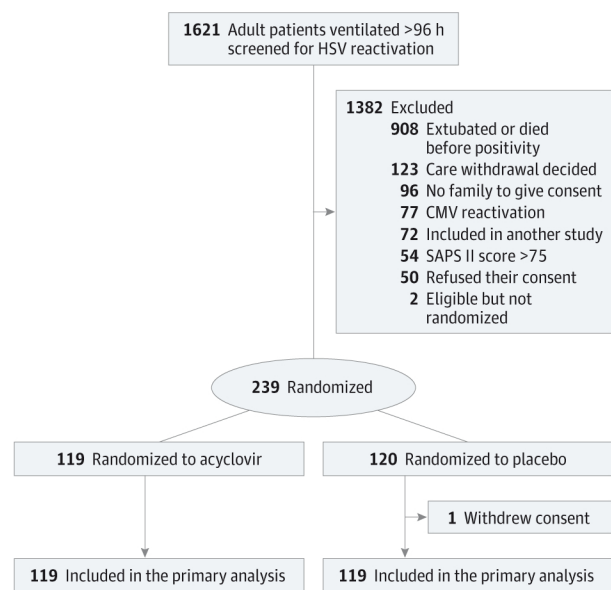 1621 Adult patients ventilated >96 h
screened for HSV reactivation
1382 Excluded
908 Extubated or died
before positivity
123 Care withdrawal decided
96 No family to give consent
77 CMV reactivation
72 Included in another study
54 SAPS II score >75
50 Refused their consent
2 Eligible but not
randomized
239 Randomized
119 Randomized to acyclovir
120 Randomized to placebo
1 Withdrew consent
119 Included in the primary analysis
119 Included in the primary analysis